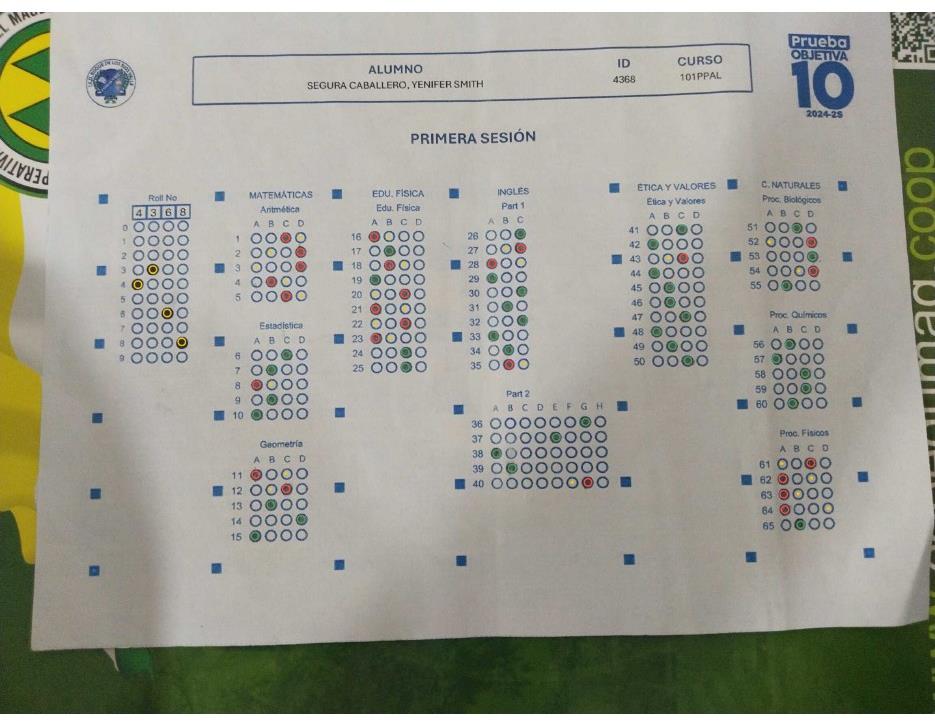 Prueba
OBJETIVA
10
2024-2S
ALUMNO
SEGURA CABALLERO, YENIFER SMITH
ID
4368
CURSO
101PPAL
PRIMERA SESIÓN
Roll No
4 3 6 8
0
1
2
3
4
5
6
7
8
9
MATEMÁTICAS
Aritmética
A B C D
1
2
3
4
5
Estadística
A B C D
6
7
8
9
10
Geometría
A B C D
11
12
13
14
15
EDU. FÍSICA
Edu. Física
A B C D
16
17
18
19
20
21
22
23
24
25
INGLÉS
Part 1
A B C
26
27
28
29
30
31
32
33
34
35
Part 2
A B C D E F G H
36
37
38
39
40
ÉTICA Y VALORES
Ética y Valores
A B C D
41
42
43
44
45
46
47
48
49
50
C. NATURALES
Proc. Biológicos
A B C D
51
52
53
54
55
Proc. Químicos
A B C D
56
57
58
59
60
Proc. Físicos
A B C D
61
62
63
64
65
coop